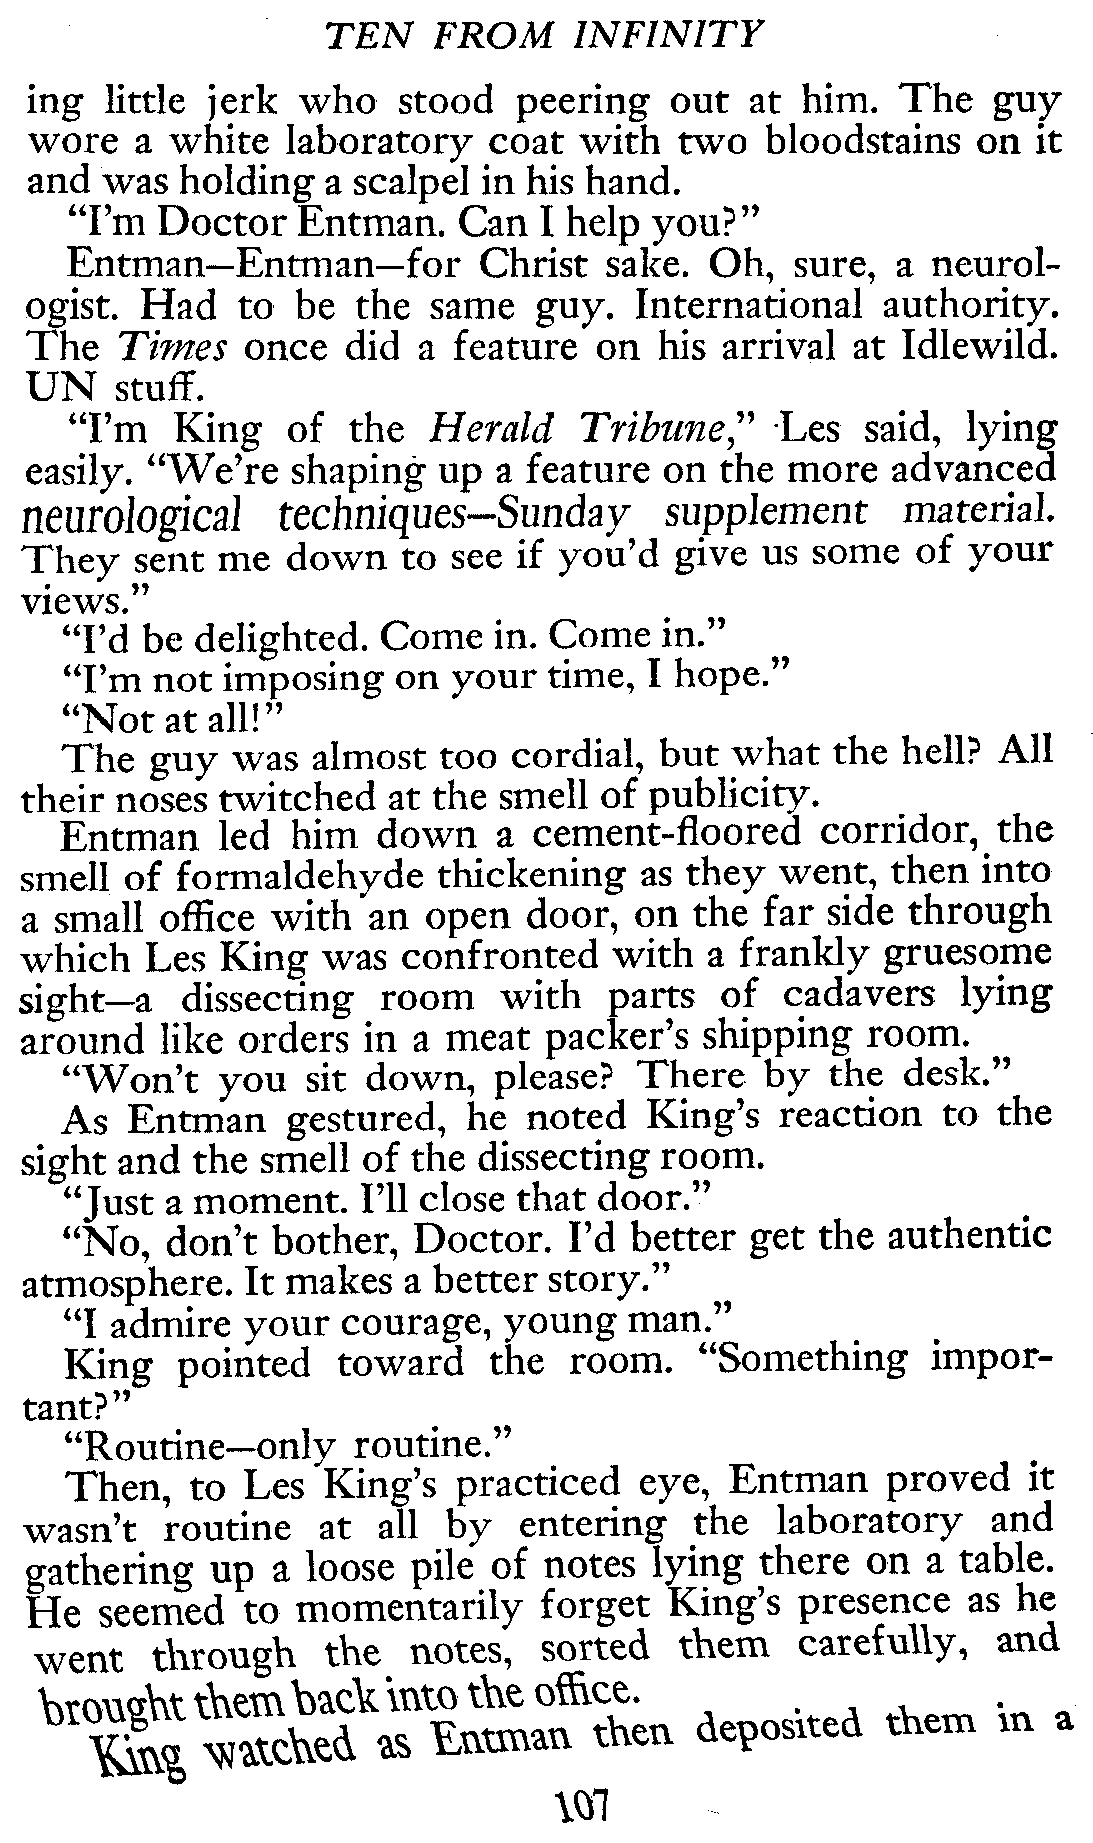 TEN FROM INFINITY
ing little jerk who stood peering out at him. The guy
wore a white laboratory coat with two bloodstains on it
and was holding a scalpel in his hand.
“I’m Doctor Entman. Can I help you?”
Entman—Entman—for Christ sake. Oh, sure, a neurol-
ogist. Had to be the same guy. International authority.
The Times once did a feature on his arrival at Idlewild.
UN stuff.
“I’m King of the Herald Tribune,” Les said, lying
easily. “We’re shaping up a feature on the more advanced
neurological techniques—Sunday supplement material.
They sent me down to see if you’d give us some of your
views.”
“I’d be delighted. Come in. Come in.”
“I’m not imposing on your time, I hope.”
“Not at all!”
The guy was almost too cordial, but what the hell? All
their noses twitched at the smell of publicity.
Entman led him down a cement-floored corridor, the
smell of formaldehyde thickening as they went, then into
a small office with an open door, on the far side through
which Les King was confronted with a frankly gruesome
sight—a dissecting room with parts of cadavers lying
around like orders in a meat packer’s shipping room.
“Won’t you sit down, please? There by the desk.”
As Entman gestured, he noted King’s reaction to the
sight and the smell of the dissecting room.
“Just a moment. I’ll close that door.”
“No, don’t bother, Doctor. I’d better get the authentic
atmosphere. It makes a better story.”
“I admire your courage, young man.”
King pointed toward the room. “Something impor-
tant?”
“Routine—only routine.”
Then, to Les King’s practiced eye, Entman proved it
wasn’t routine at all by entering the laboratory and
gathering up a loose pile of notes lying there on a table.
He seemed to momentarily forget King’s presence as he
went through the notes, sorted them carefully, and
brought them back into the office.
King watched as Entman then deposited them in a
107